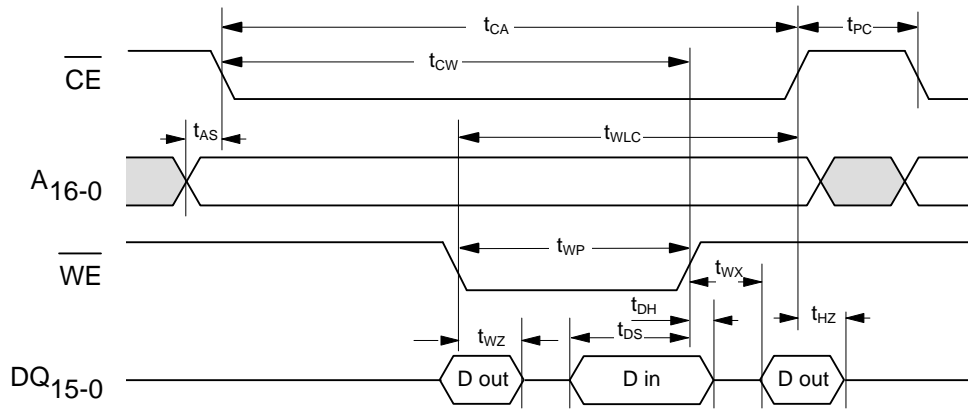 tCA
tPC
CE
tCW
tAS
tWLC
A16-0
WE
tWP
tWX
tDH
tHZ
tWZ
tDS
DQ15-0
D out
D in
D out